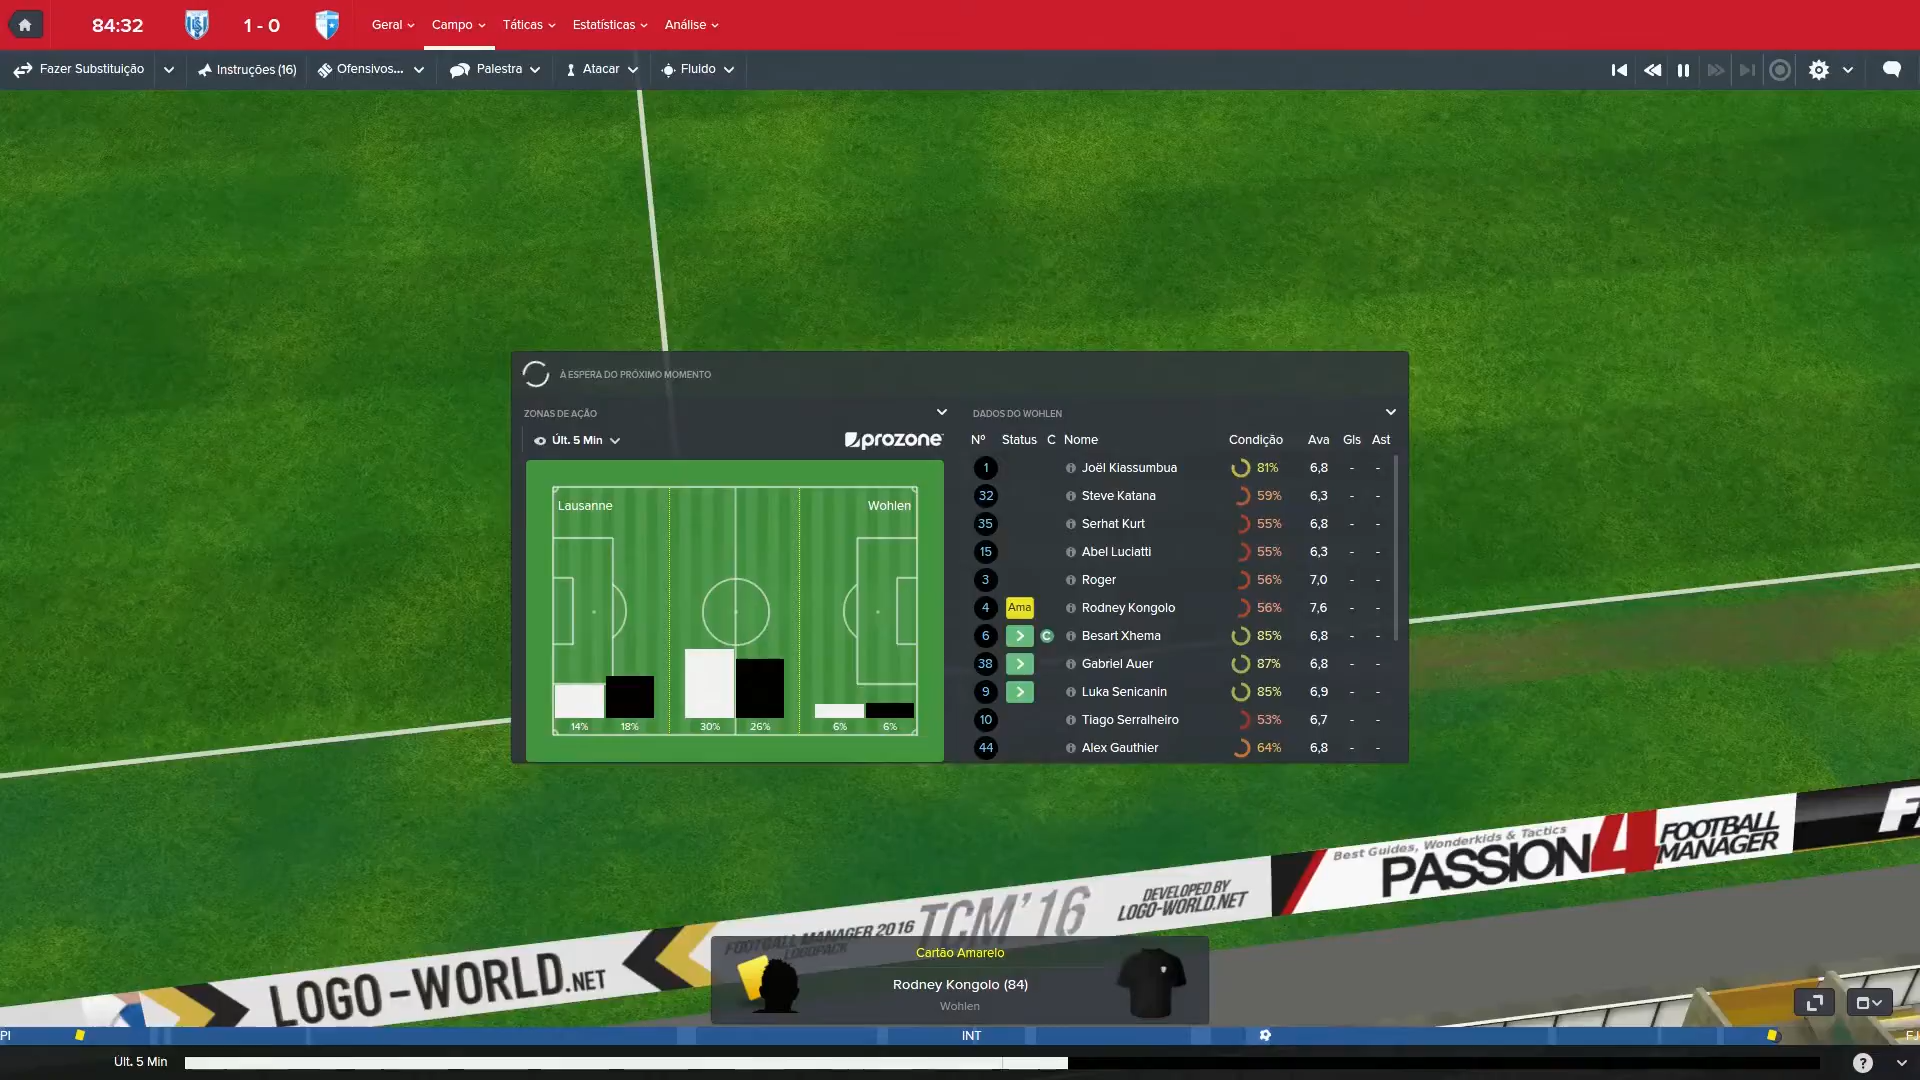 84:32 1 - 0 Geral Campo Táticas Estatísticas Análise
Fazer Substituição Instruções (16) Ofensivos... Palestra Atacar Fluido
À ESPERA DO PRÓXIMO MOMENTO
ZONAS DE AÇÃO
Últ. 5 Min prozone
Lausanne Wohlen
14% 18% 30% 26% 6% 6%
DADOS DO WOHLEN
Nº Status C Nome Condição Ava Gls Ast
1 Joël Kiassumbua 81% 6,8 - -
32 Steve Katana 59% 6,3 - -
35 Serhat Kurt 55% 6,8 - -
15 Abel Luciatti 55% 6,3 - -
3 Roger 56% 7,0 - -
4 Ama Rodney Kongolo 56% 7,6 - -
6 C Besart Xhema 85% 6,8 - -
38 Gabriel Auer 87% 6,8 - -
9 Luka Senicanin 85% 6,9 - -
10 Tiago Serralheiro 53% 6,7 - -
44 Alex Gauthier 64% 6,8 - -
Best Guides, Wonderkids & Tactics
PASSION4 FOOTBALL MANAGER
DEVELOPED BY
LOGO-WORLD.NET
FOOTBALL MANAGER 2016
LOGOPACK
TCM'16
LOGO-WORLD.NET
Cartão Amarelo
Rodney Kongolo (84)
Wohlen
PI INT FJ
Últ. 5 Min
?